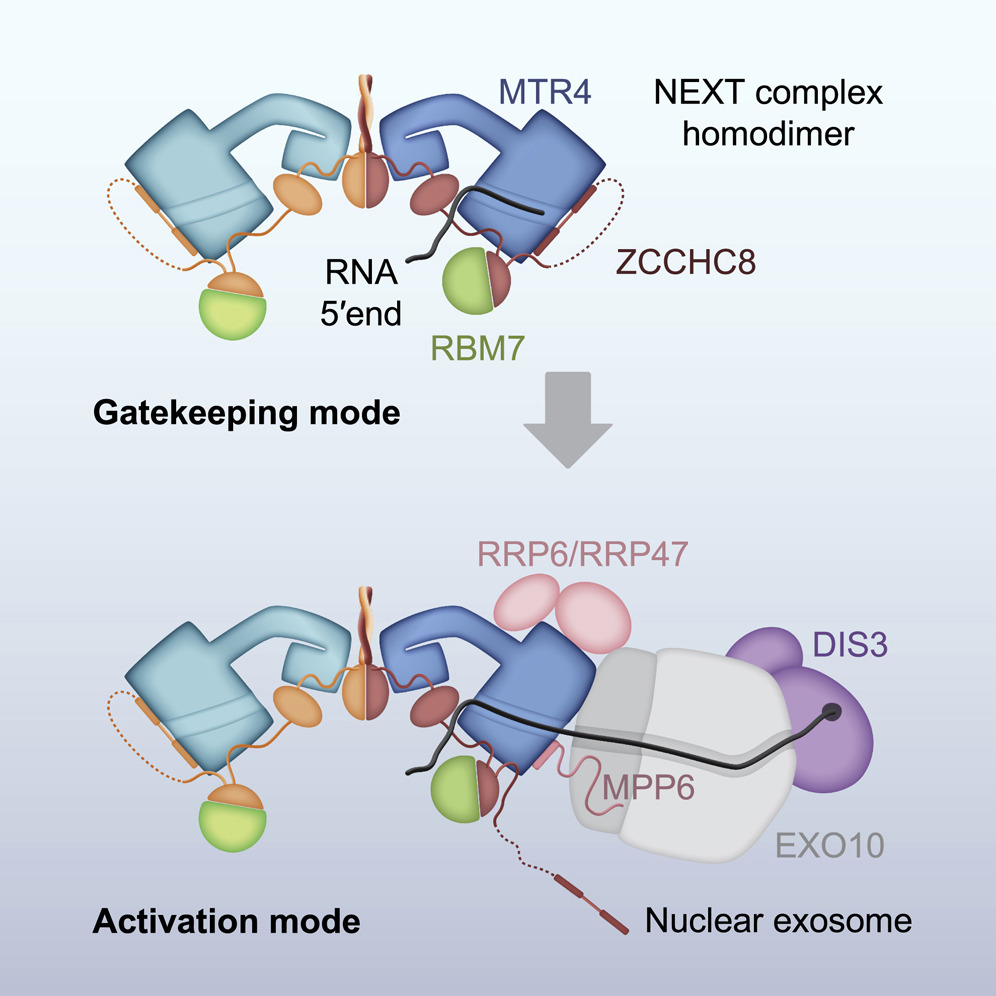 MTR4
NEXT complex
homodimer
ZCCHC8
RNA
5′end
RBM7
Gatekeeping mode
RRP6/RRP47
DIS3
MPP6
EXO10
Activation mode
Nuclear exosome